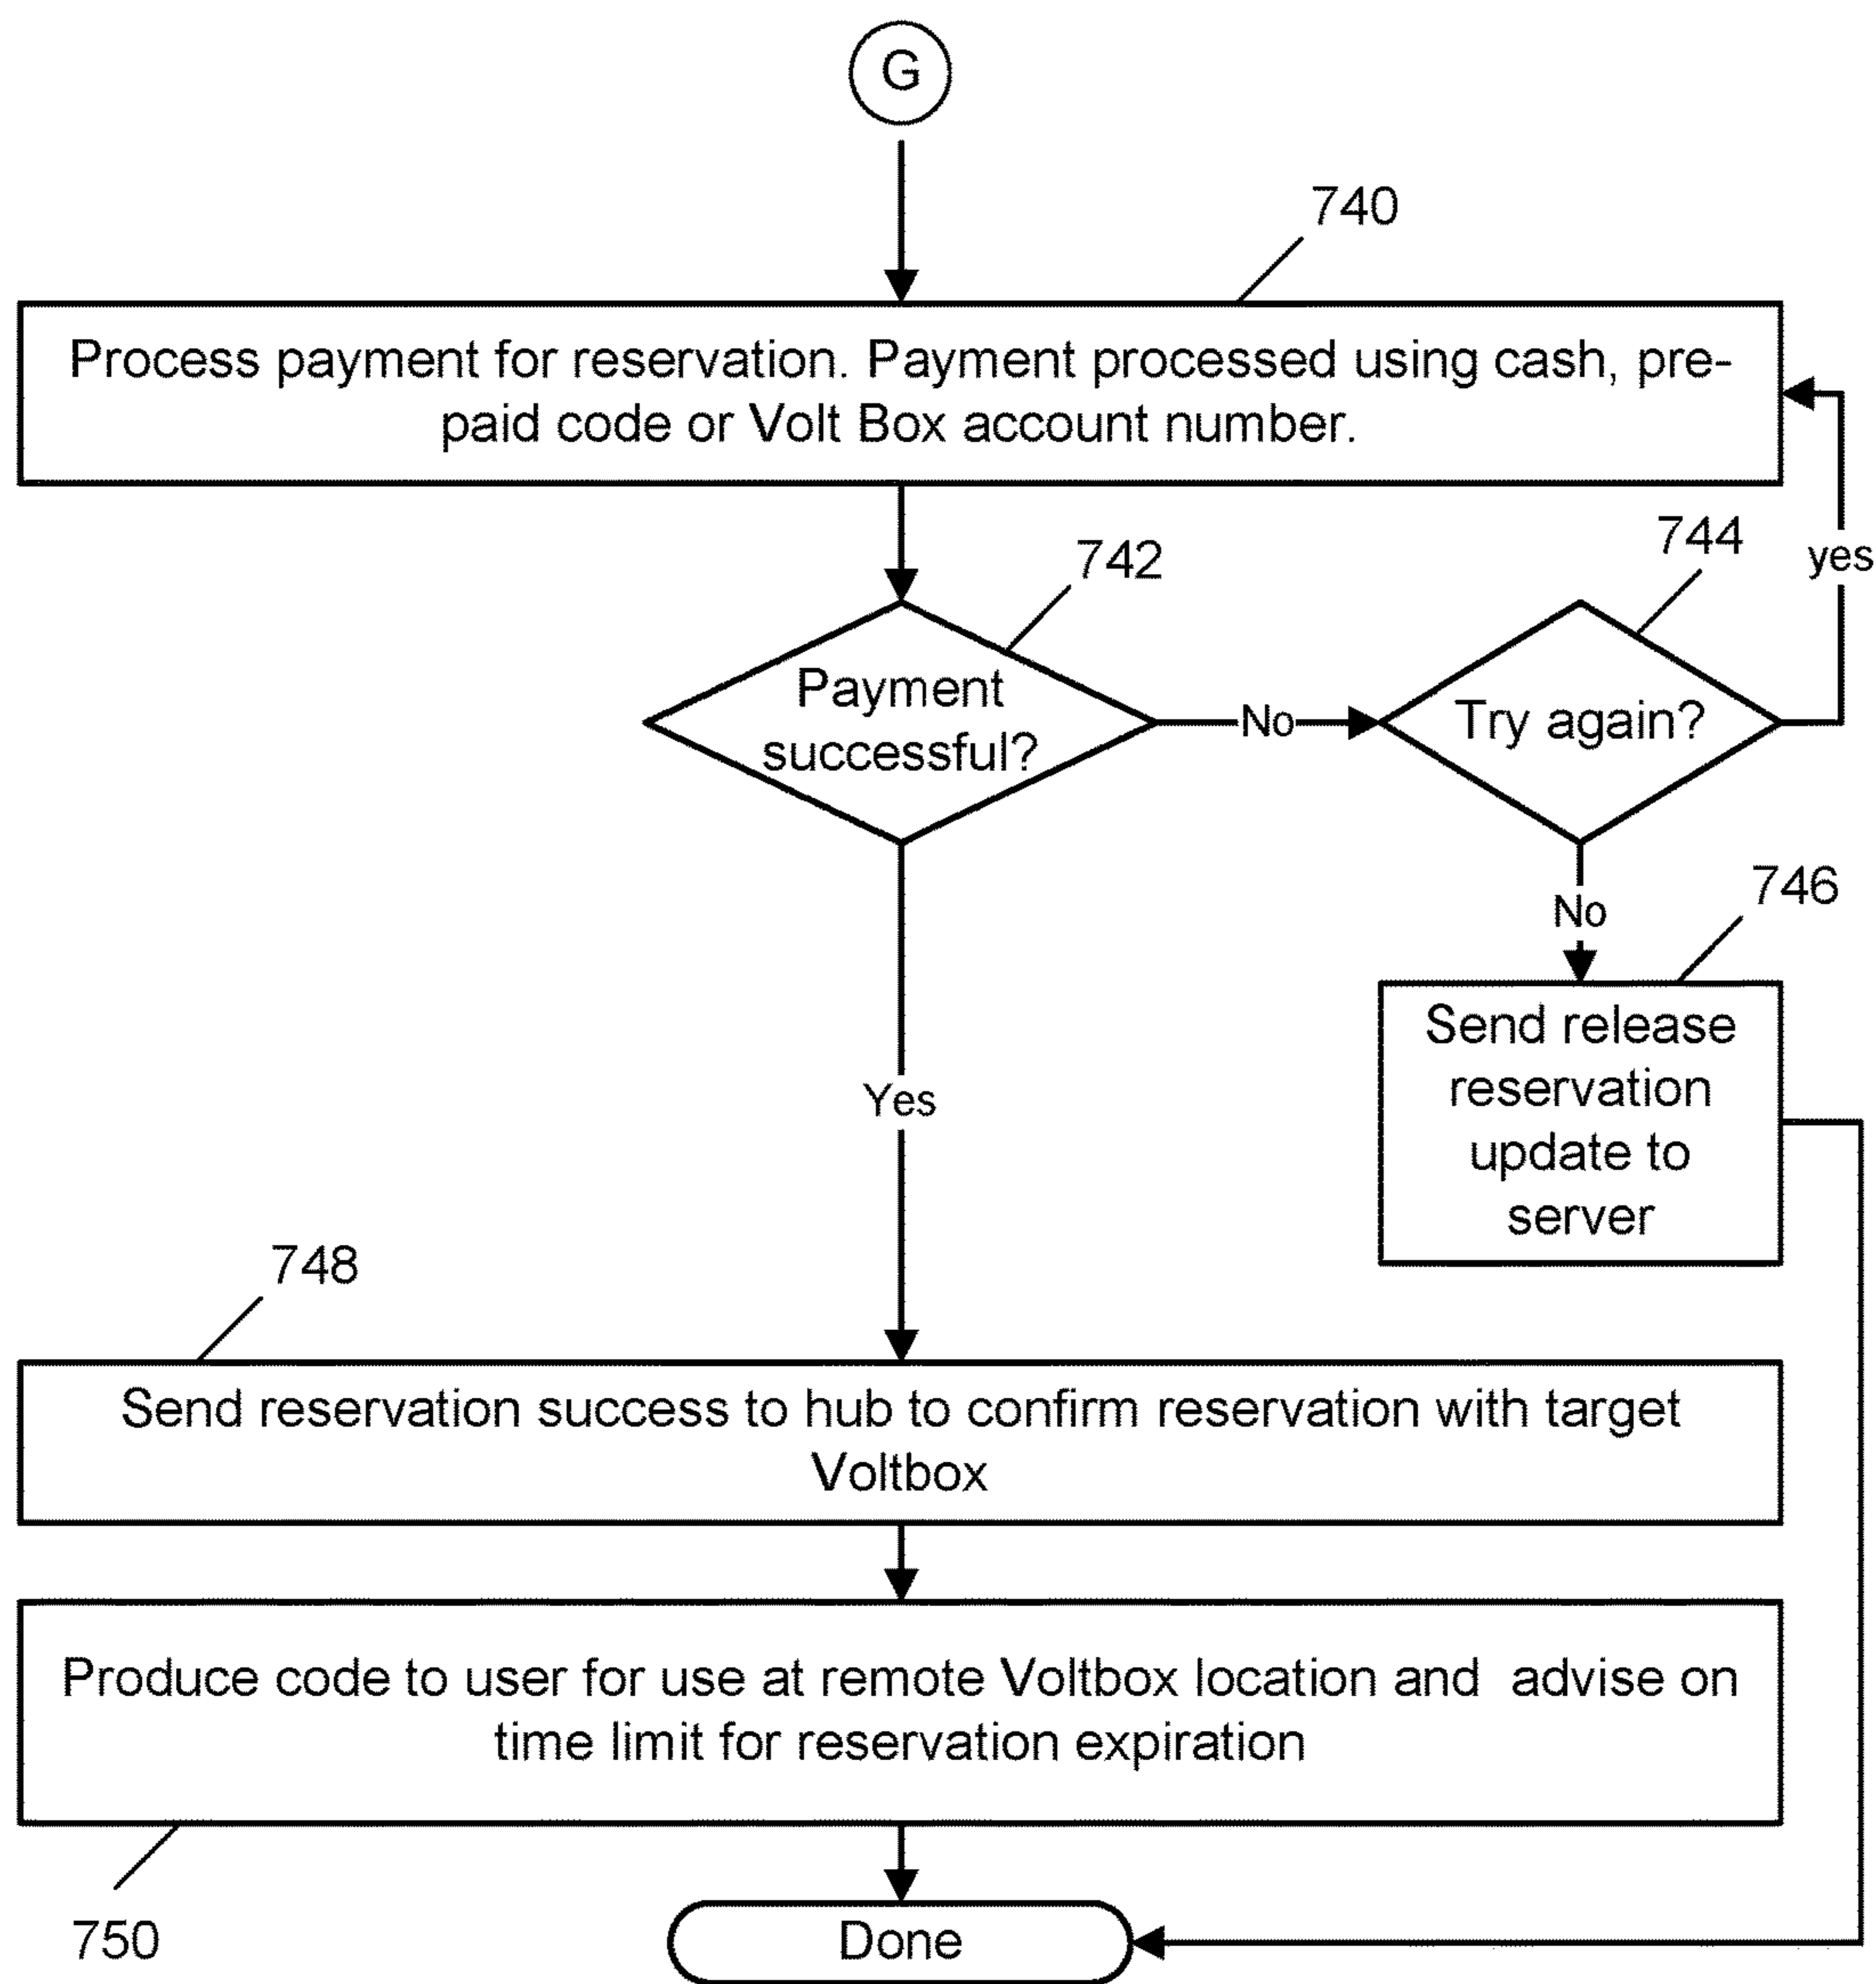 G
740
Process payment for reservation. Payment processed using cash, pre-
paid code or Volt Box account number.
742
744
yes
Payment
successful?
No
Try again?
No
746
Send release
reservation
update to
server
Yes
748
Send reservation success to hub to confirm reservation with target
Voltbox
Produce code to user for use at remote Voltbox location and  advise on
time limit for reservation expiration
750
Done